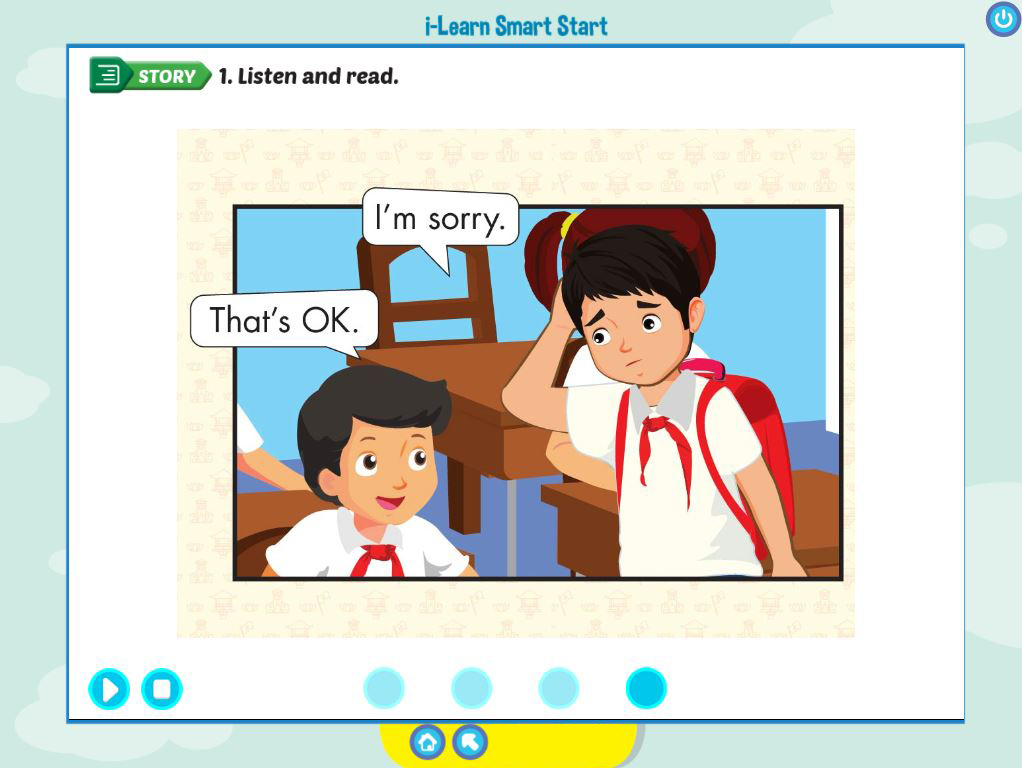 i-Learn Smart Start
STORY 1. Listen and read.
I'm sorry.
That's OK.